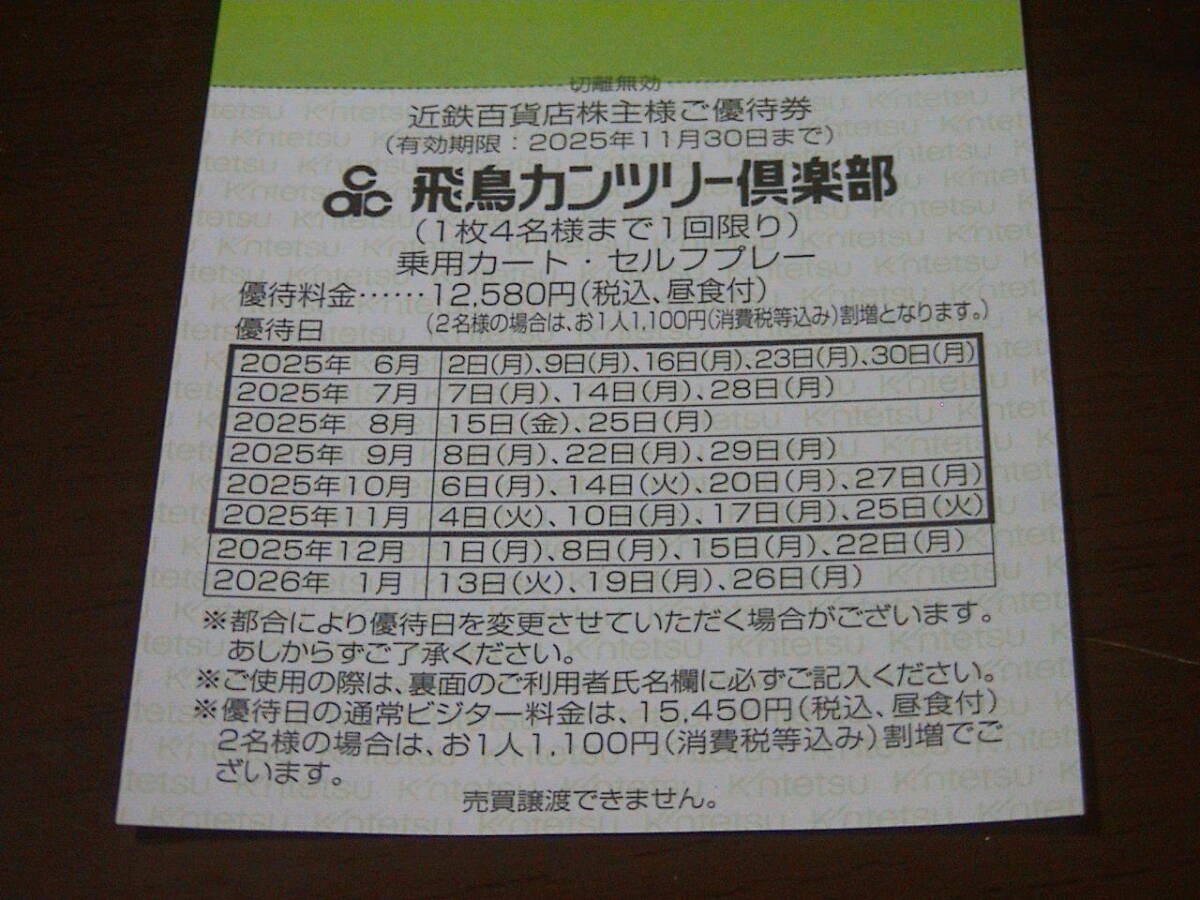 切離無効
近鉄百貨店株主様ご優待券
(有効期限：2025年11月30日まで)
cac 飛鳥カンツリー倶楽部
(1枚4名様まで1回限り)
乗用カート・セルフプレー
優待料金……12,580円(税込、昼食付)
優待日 (2名様の場合は、お1人1,100円(消費税等込み)割増となります。)
2025年 6月 2日(月)、9日(月)、16日(月)、23日(月)、30日(月)
2025年 7月 7日(月)、14日(月)、28日(月)
2025年 8月 15日(金)、25日(月)
2025年 9月 8日(月)、22日(月)、29日(月)
2025年10月 6日(月)、14日(火)、20日(月)、27日(月)
2025年11月 4日(火)、10日(月)、17日(月)、25日(火)
2025年12月 1日(月)、8日(月)、15日(月)、22日(月)
2026年 1月 13日(火)、19日(月)、26日(月)
※都合により優待日を変更させていただく場合がございます。
あしからずご了承ください。
※ご使用の際は、裏面のご利用者氏名欄に必ずご記入ください。
※優待日の通常ビジター料金は、15,450円(税込、昼食付)
2名様の場合は、お1人1,100円(消費税等込み)割増でご
ざいます。
売買譲渡できません。